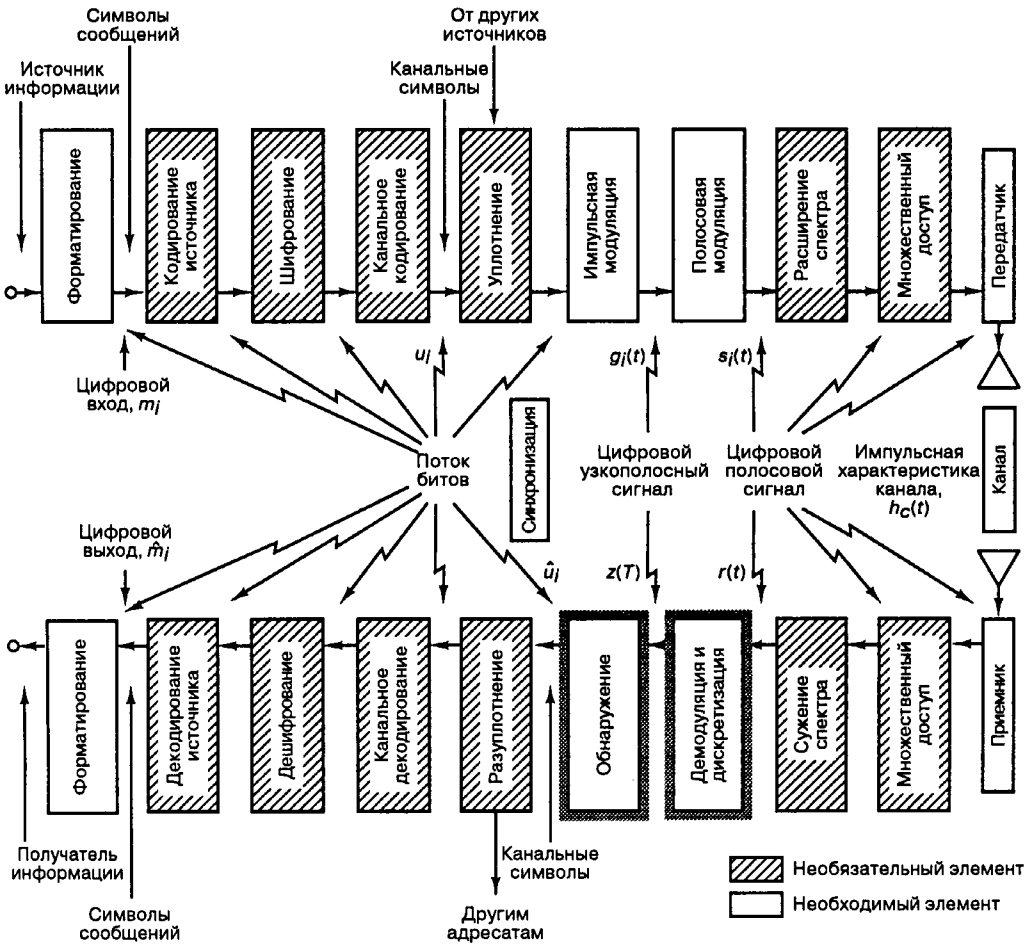 Символы
сообщений
От других
источников
Источник
информации
Канальные
символы
Форматирование
Кодирование
источника
Шифрование
Канальное
кодирование
Уплотнение
Импульсная
модуляция
Полосовая
модуляция
Расширение
спектра
Множественный
доступ
Передатчик
Цифровой
вход, mi
ui
gi(t)
si(t)
Поток
битов
Синхронизация
Цифровой
узкополосный
сигнал
Цифровой
полосовой
сигнал
Импульсная
характеристика
канала,
hc(t)
Канал
Цифровой
выход, m̂i
ûi
z(T)
r(t)
Форматирование
Декодирование
источника
Дешифрование
Канальное
декодирование
Разуплотнение
Обнаружение
Демодуляция и
дискретизация
Сужение
спектра
Множественный
доступ
Приемник
Получатель
информации
Символы
сообщений
Канальные
символы
Другим
адресатам
Необязательный элемент
Необходимый элемент